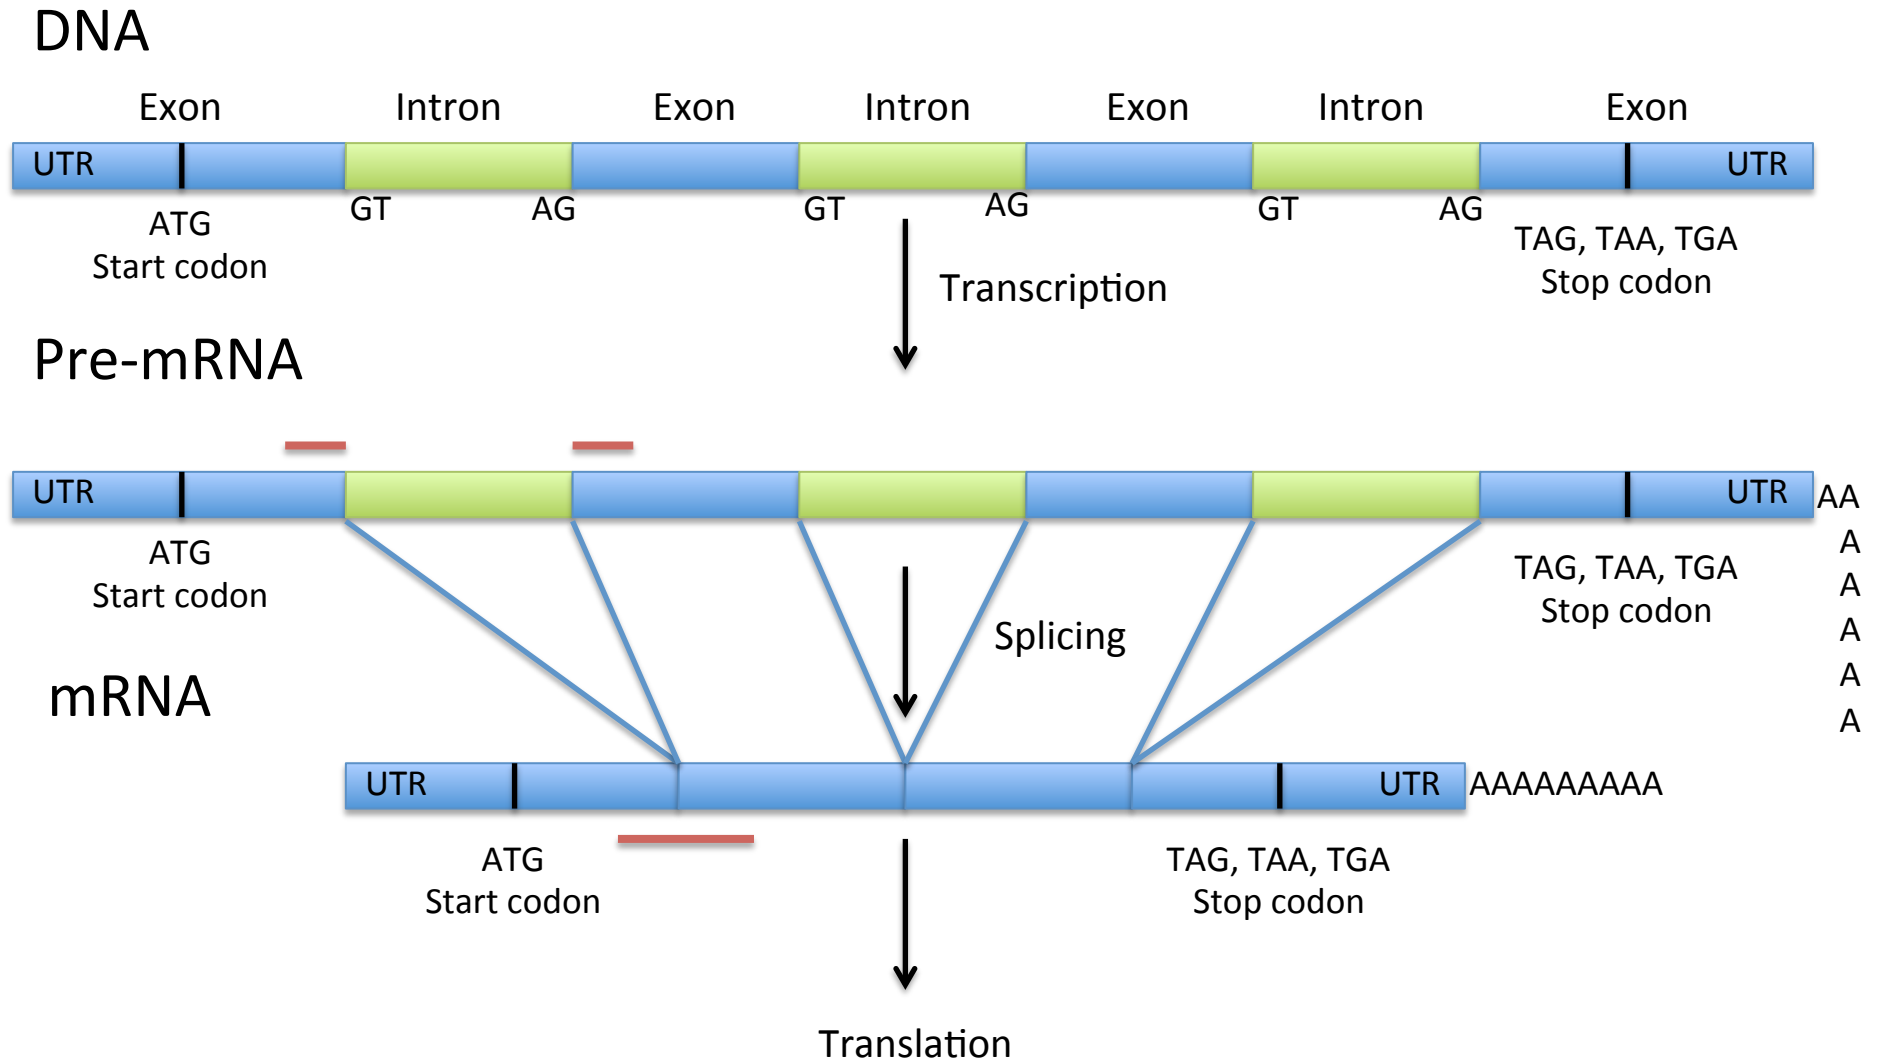 DNA
Exon Intron Exon Intron Exon Intron Exon
UTR UTR
GT AG GT AG GT AG
ATG
Start codon
TAG, TAA, TGA
Stop codon
Transcription
Pre-mRNA
UTR UTR AA
A
A
A
A
A
ATG
Start codon
TAG, TAA, TGA
Stop codon
Splicing
mRNA
UTR UTR AAAAAAAAA
ATG
Start codon
TAG, TAA, TGA
Stop codon
Translation